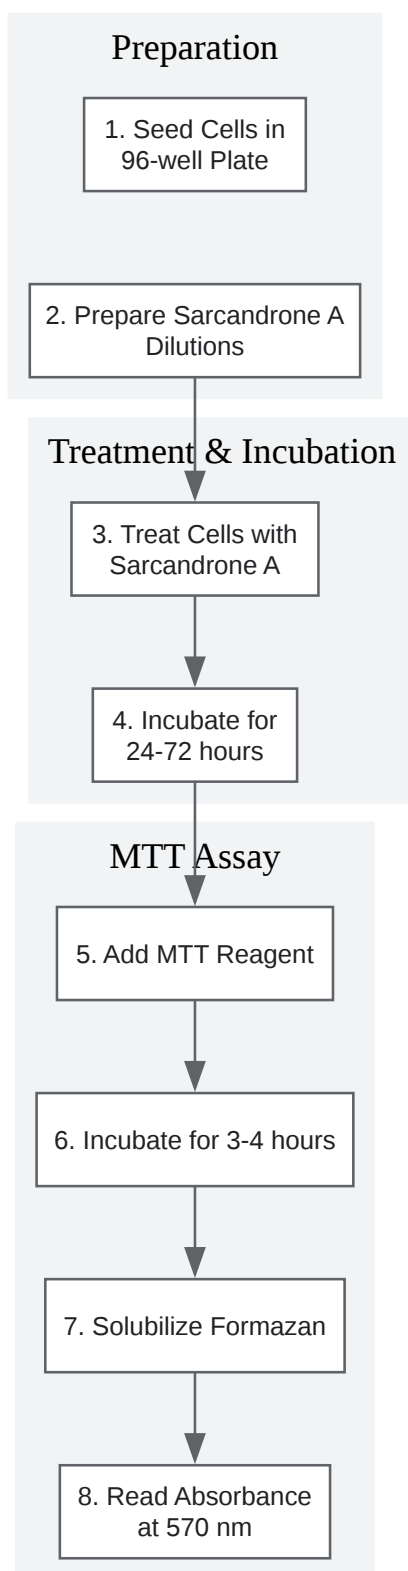 Preparation
1. Seed Cells in
96-well Plate
2. Prepare Sarcandrone A
Dilutions
Treatment & Incubation
3. Treat Cells with
Sarcandrone A
4. Incubate for
24-72 hours
MTT Assay
5. Add MTT Reagent
6. Incubate for 3-4 hours
7. Solubilize Formazan
8. Read Absorbance
at 570 nm